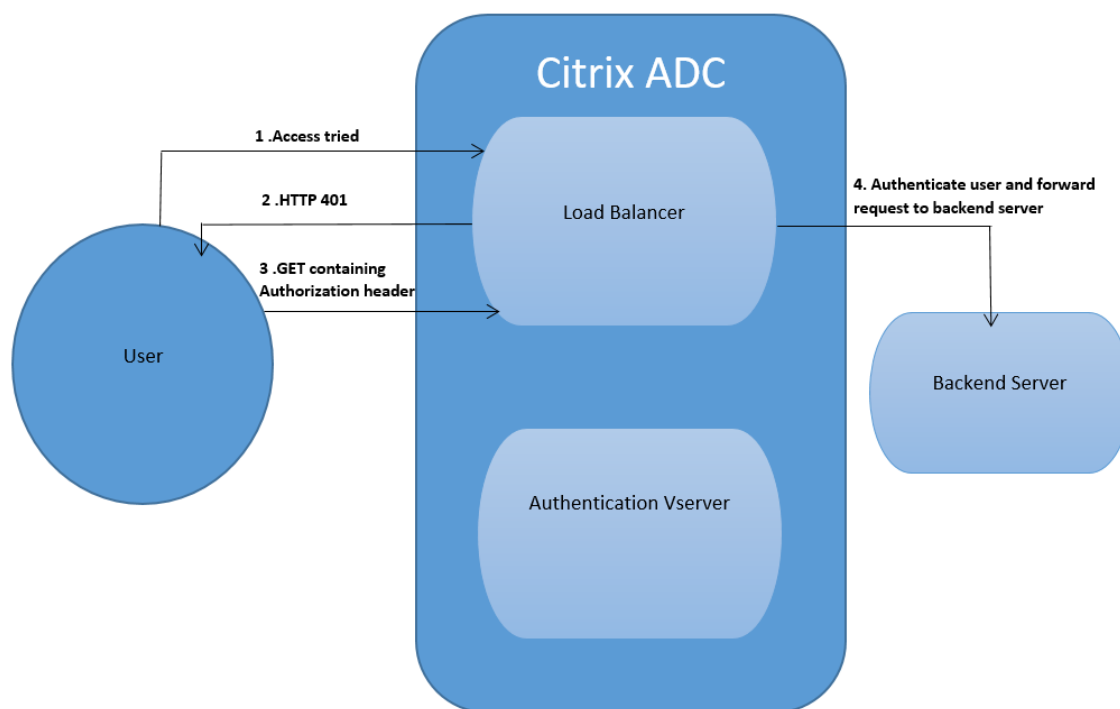 Citrix ADC
1 .Access tried
4. Authenticate user and forward
request to backend server
2 .HTTP 401
Load Balancer
3 .GET containing
Authorization header
User
Backend Server
Authentication Vserver